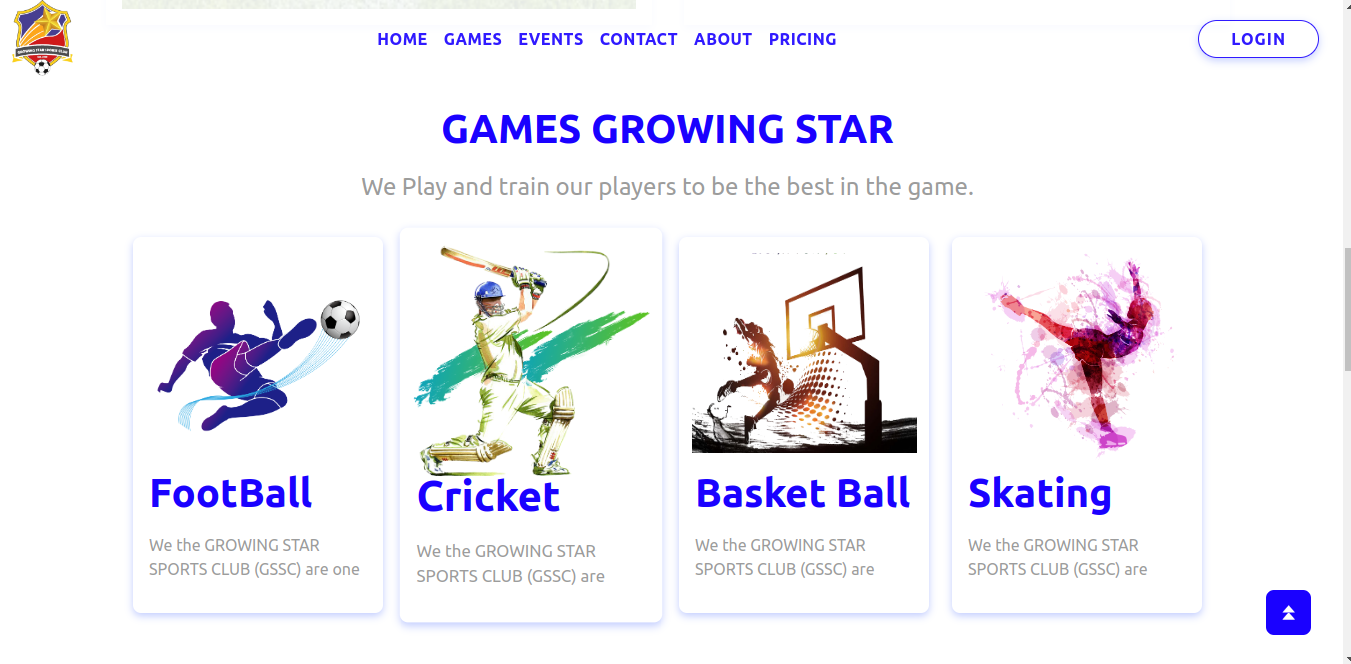 HOME GAMES EVENTS CONTACT ABOUT PRICING
LOGIN
GAMES GROWING STAR
We Play and train our players to be the best in the game.
FootBall
We the GROWING STAR
SPORTS CLUB (GSSC) are one
Cricket
We the GROWING STAR
SPORTS CLUB (GSSC) are
Basket Ball
We the GROWING STAR
SPORTS CLUB (GSSC) are
Skating
We the GROWING STAR
SPORTS CLUB (GSSC) are